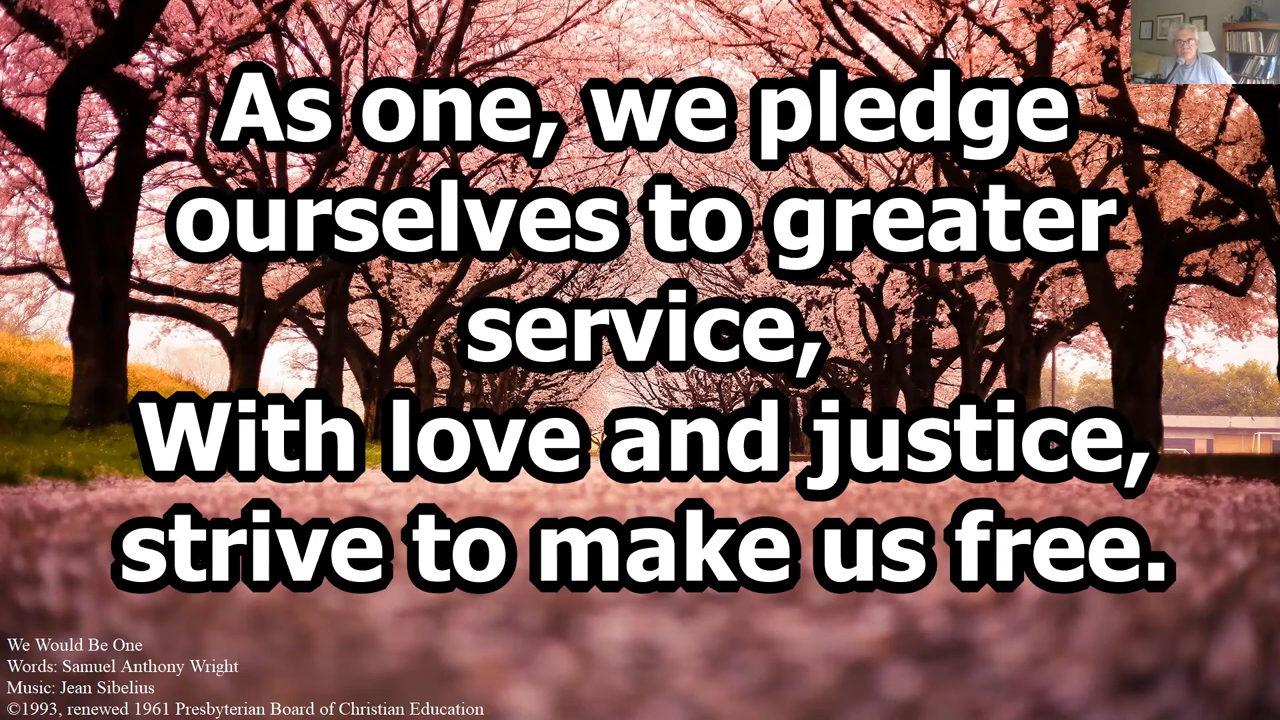 As one, we pledge
ourselves to greater
service,
With love and justice,
strive to make us free.
We Would Be One
Words: Samuel Anthony Wright
Music: Jean Sibelius
©1993, renewed 1961 Presbyterian Board of Christian Education